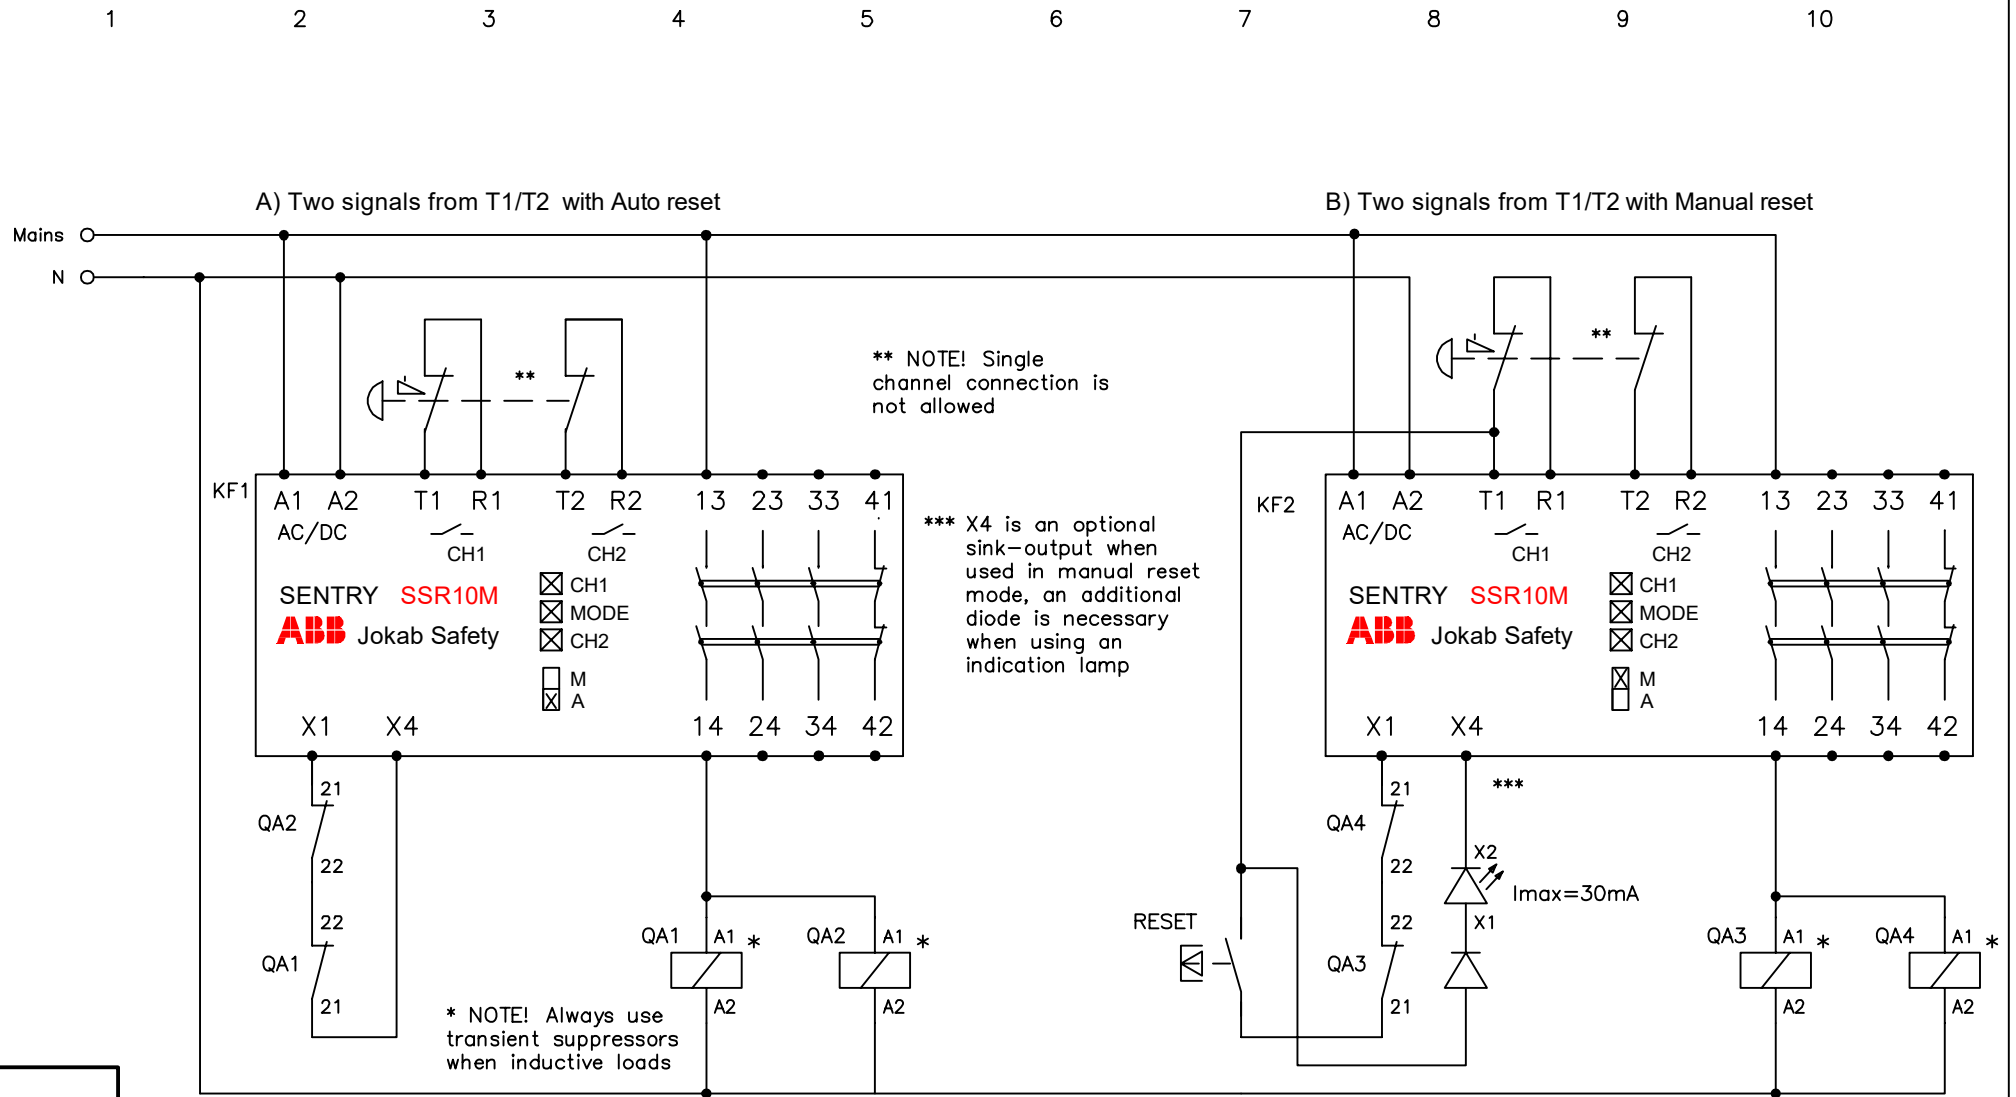 1 2 3 4 5 6 7 8 9 10
A) Two signals from T1/T2 with Auto reset
B) Two signals from T1/T2 with Manual reset
Mains
N
**
** NOTE! Single
channel connection is
not allowed
**
KF1
A1 A2 T1 R1 T2 R2 13 23 33 41
AC/DC
CH1
CH2
SENTRY SSR10M
ABB Jokab Safety
CH1
MODE
CH2
M
A
X1 X4 14 24 34 42
*** X4 is an optional
sink-output when
used in manual reset
mode, an additional
diode is necessary
when using an
indication lamp
KF2
A1 A2 T1 R1 T2 R2 13 23 33 41
AC/DC
CH1
CH2
SENTRY SSR10M
ABB Jokab Safety
CH1
MODE
CH2
M
A
X1 X4 14 24 34 42
21
QA2
22
22
QA1
21
* NOTE! Always use
transient suppressors
when inductive loads
QA1 A1 *
A2
QA2 A1 *
A2
RESET
21
QA4
22
22
QA3
21
***
X2
Imax=30mA
X1
QA3 A1 *
A2
QA4 A1 *
A2